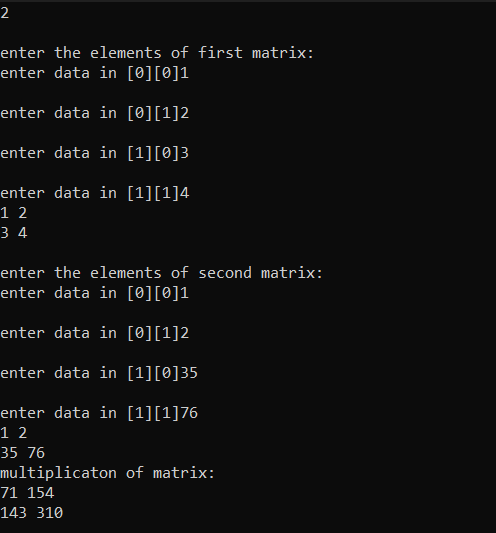 2
enter the elements of first matrix:
enter data in [0][0]1
enter data in [0][1]2
enter data in [1][0]3
enter data in [1][1]4
1 2
3 4
enter the elements of second matrix:
enter data in [0][0]1
enter data in [0][1]2
enter data in [1][0]35
enter data in [1][1]76
1 2
35 76
multiplicaton of matrix:
71 154
143 310